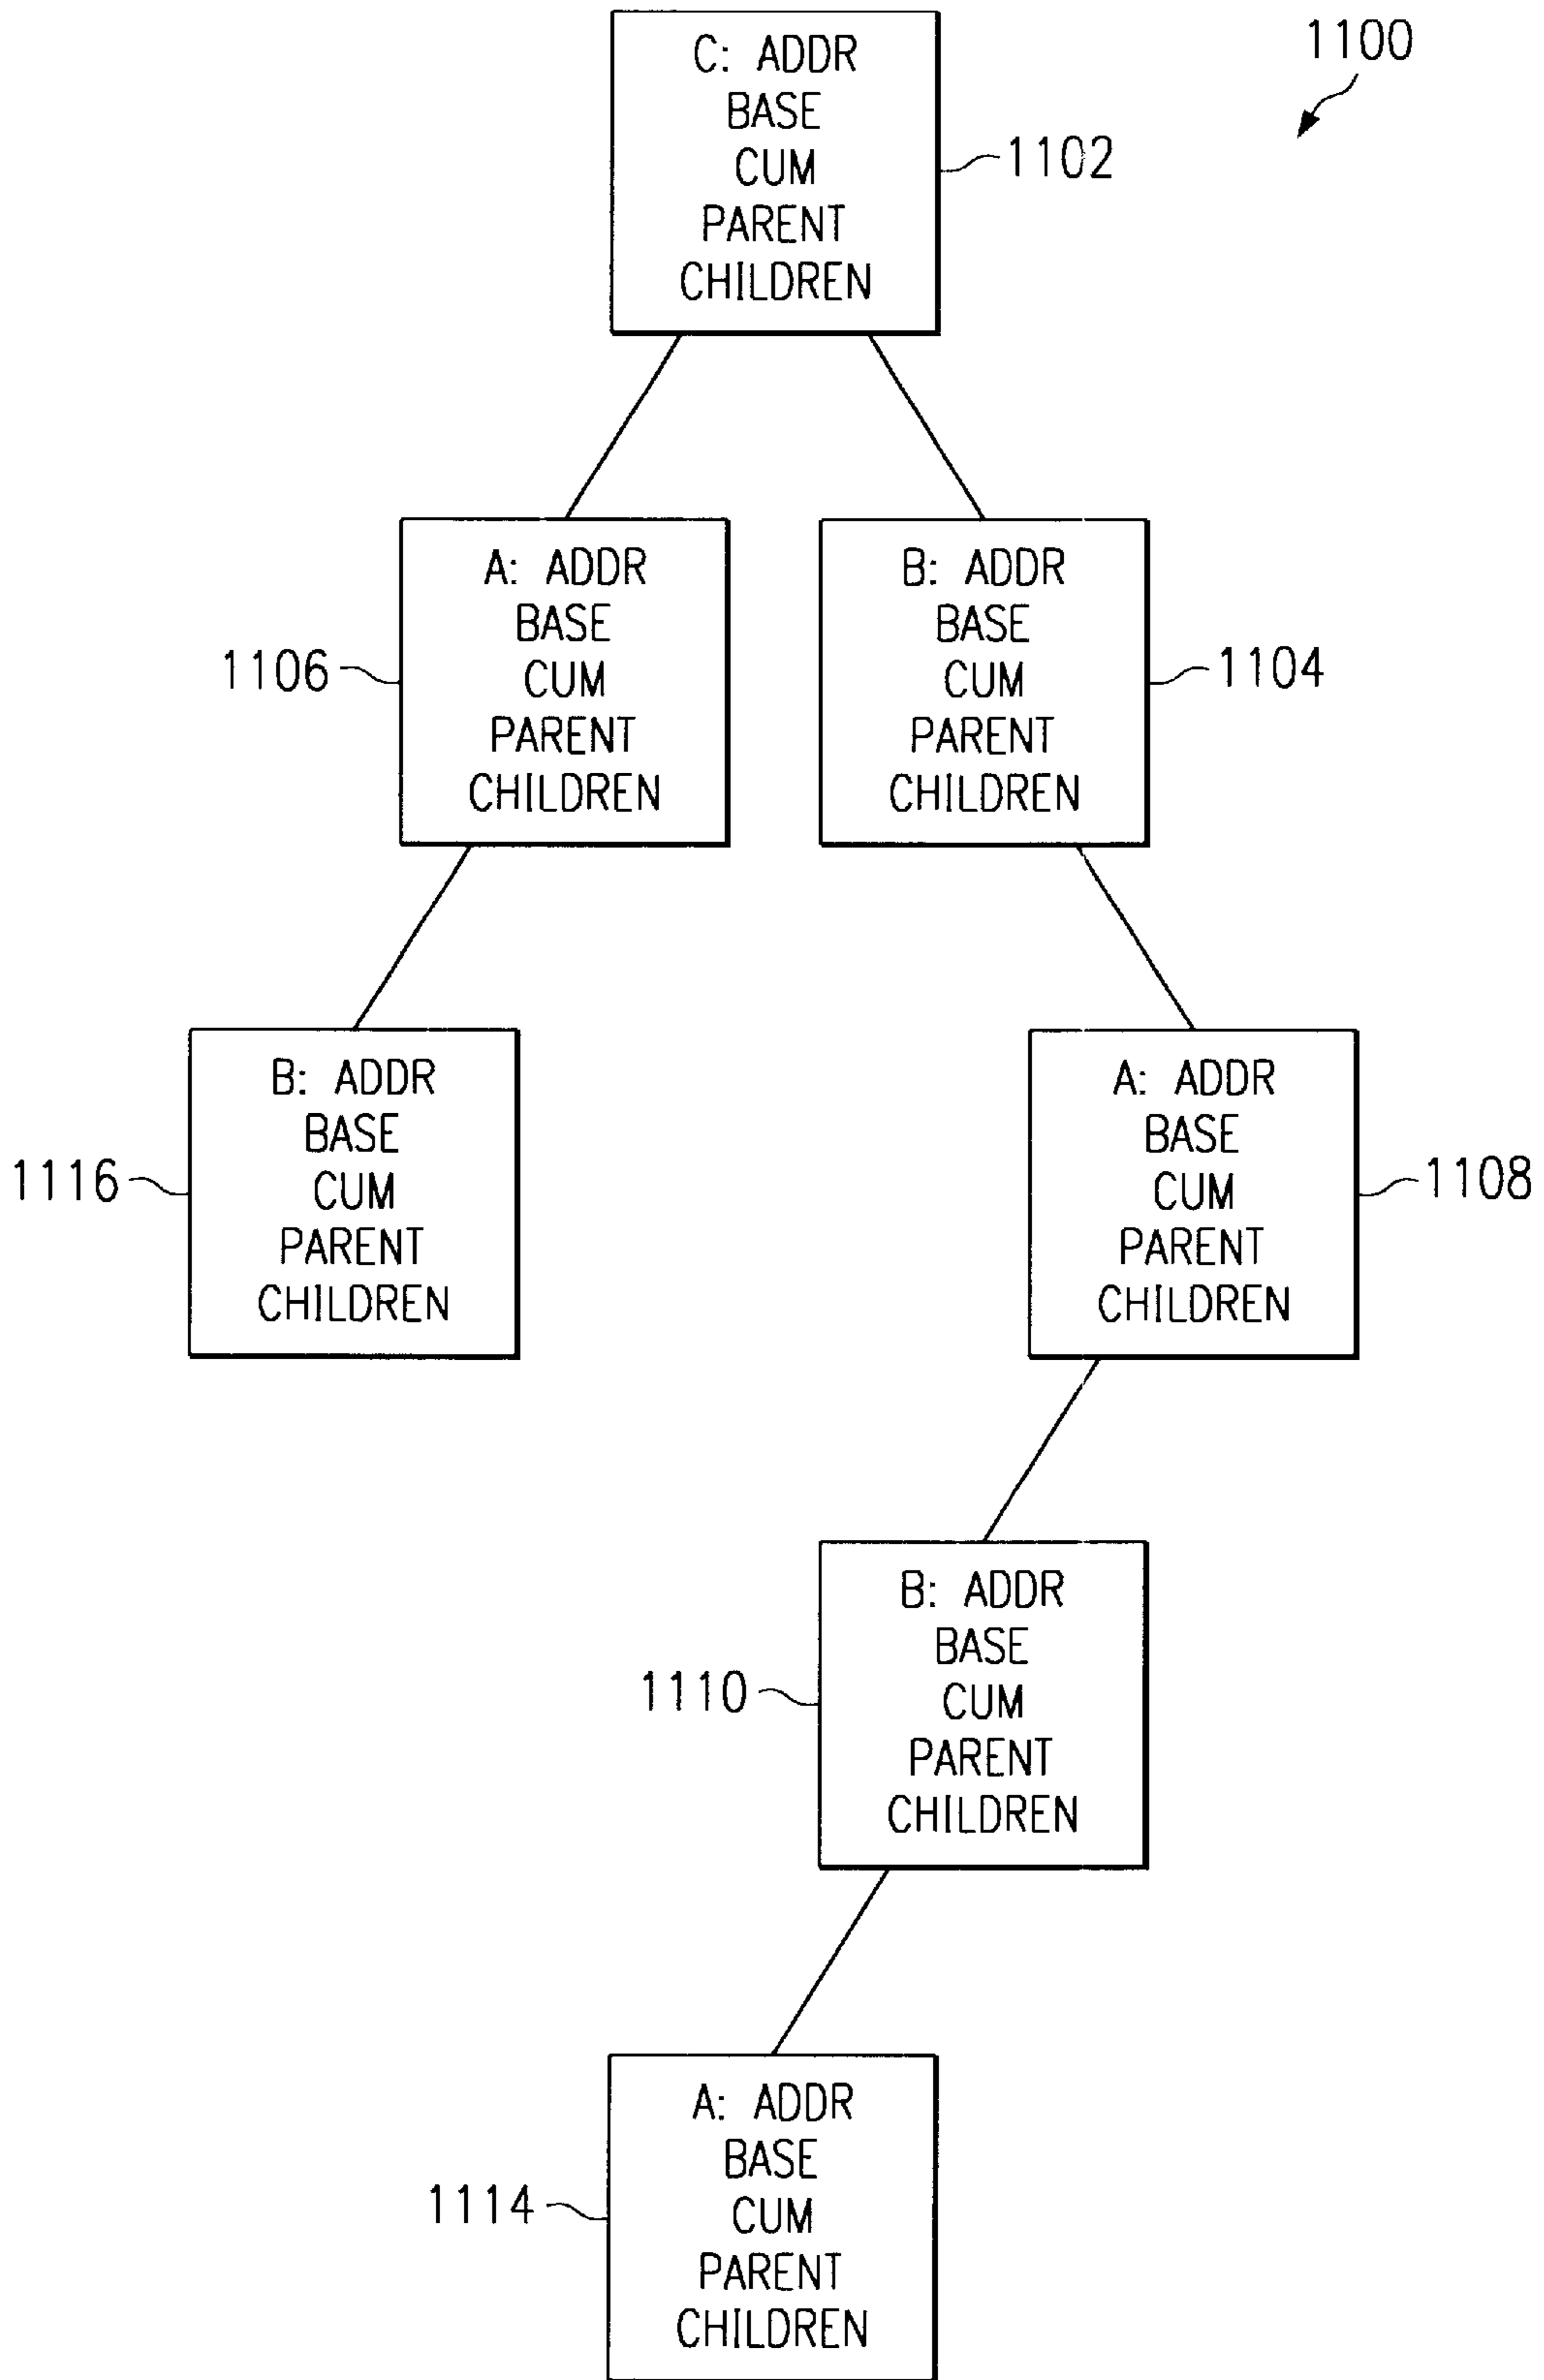 1100
C: ADDR
BASE
CUM
PARENT
CHILDREN
1102
A: ADDR
BASE
CUM
PARENT
CHILDREN
1106
B: ADDR
BASE
CUM
PARENT
CHILDREN
1104
B: ADDR
BASE
CUM
PARENT
CHILDREN
1116
A: ADDR
BASE
CUM
PARENT
CHILDREN
1108
B: ADDR
BASE
CUM
PARENT
CHILDREN
1110
A: ADDR
BASE
CUM
PARENT
CHILDREN
1114